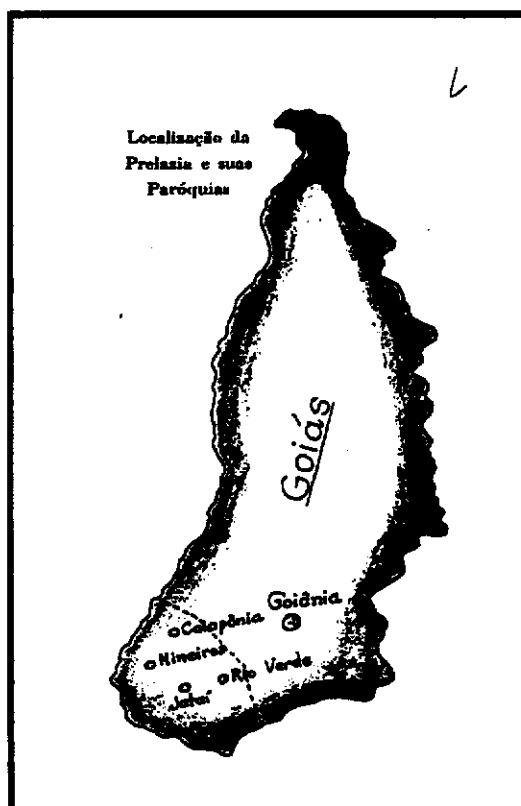 Localização da
Prelazia e suas
Paróquias
Goiás
Goiânia
Caiapônia
Mineiros
Rio Verde
Jataí